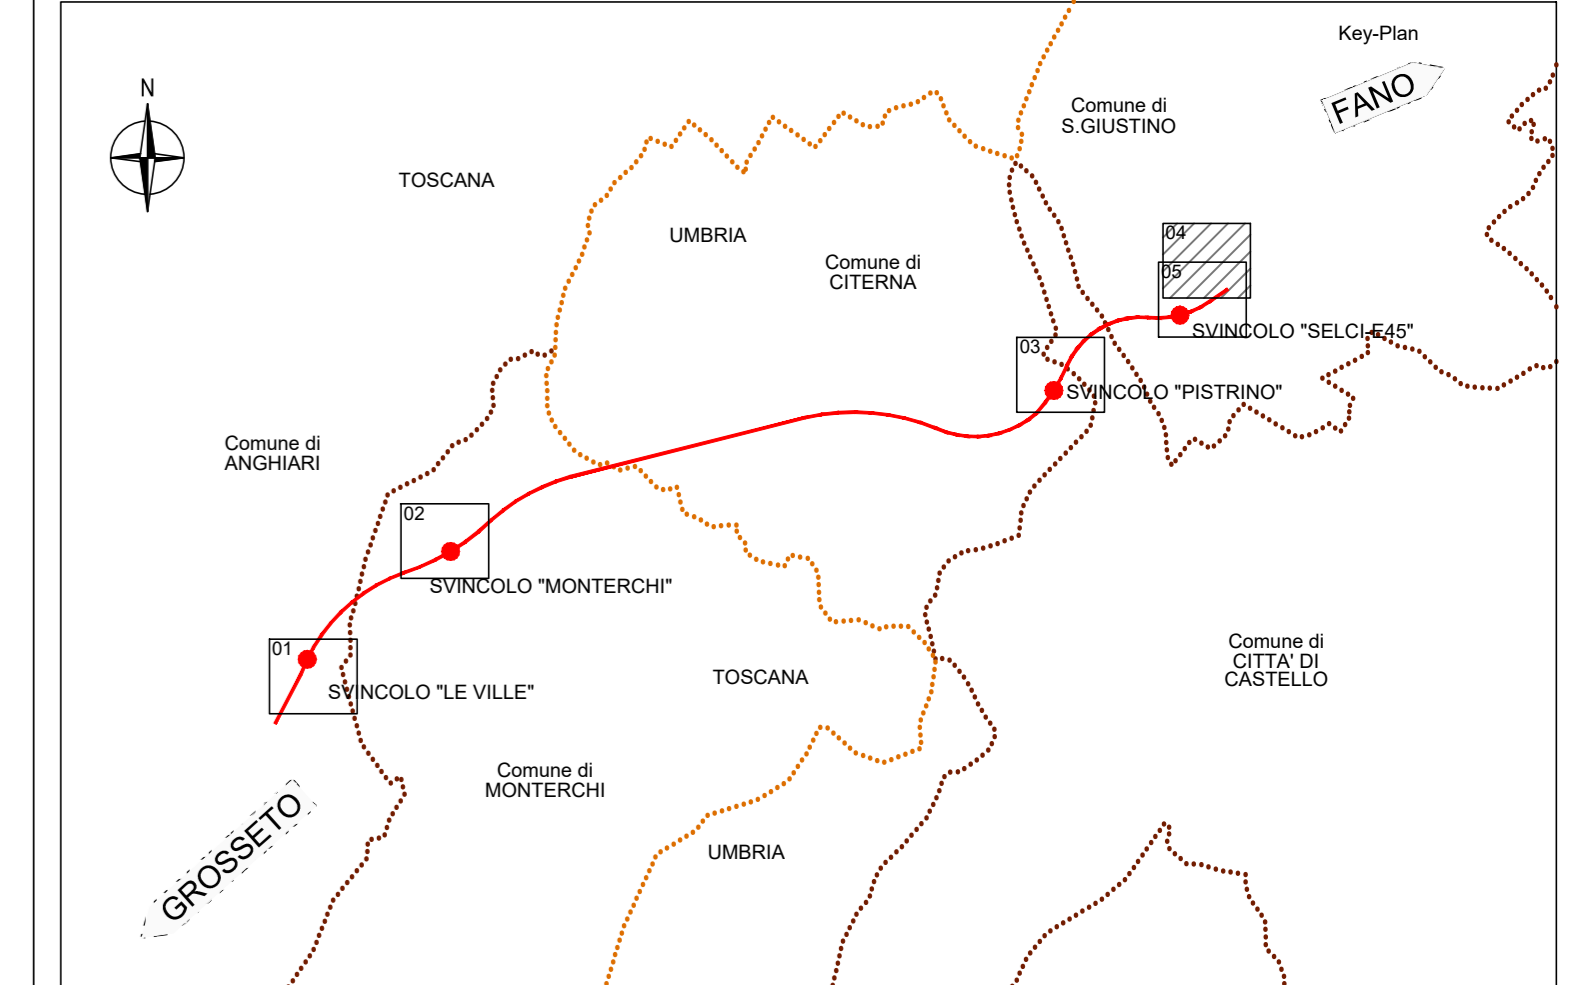 Key-Plan
FANO
N
Comune di
S.GIUSTINO
TOSCANA
UMBRIA
Comune di
CITERNA
04
05
SVINCOLO "SELCI-E45"
03
SVINCOLO "PISTRINO"
Comune di
ANGHIARI
02
SVINCOLO "MONTERCHI"
01
SVINCOLO "LE VILLE"
TOSCANA
Comune di
CITTA' DI
CASTELLO
Comune di
MONTERCHI
GROSSETO
UMBRIA